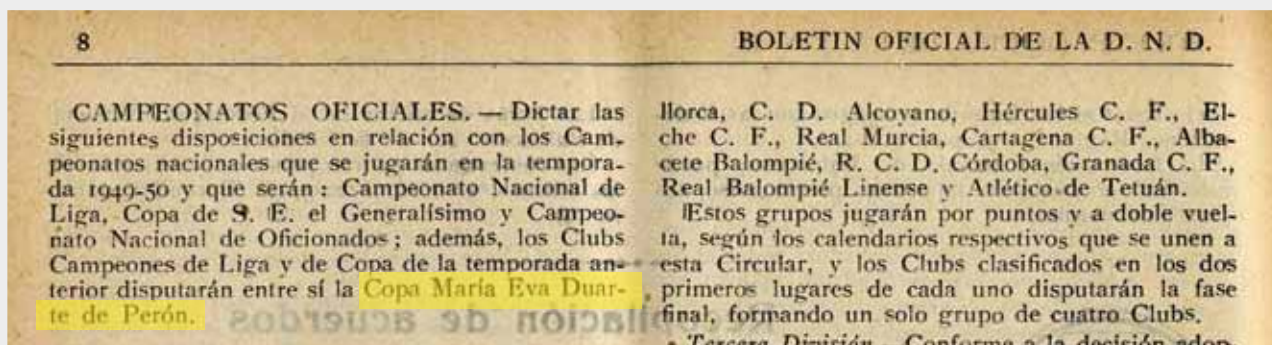 8
BOLETIN OFICIAL DE LA D. N. D.
CAMPEONATOS OFICIALES. — Dictar las
siguientes disposiciones en relación con los Cam-
peonatos nacionales que se jugarán en la tempora-
da 1949-50 y que serán : Campeonato Nacional de
Liga, Copa de S. E. el Generalísimo y Campeo-
nato Nacional de Oficionados ; además, los Clubs
Campeones de Liga y de Copa de la temporada an-
terior disputarán entre sí la Copa María Eva Duar-
te de Perón.
llorca, C. D. Alcoyano, Hércules C. F., El-
che C. F., Real Murcia, Cartagena C. F., Alba-
cete Balompié, R. C. D. Córdoba, Granada C. F.,
Real Balompié Linense y Atlético de Tetuán.
Estos grupos jugarán por puntos y a doble vuel-
ta, según los calendarios respectivos que se unen a
esta Circular, y los Clubs clasificados en los dos
primeros lugares de cada uno disputarán la fase
final, formando un solo grupo de cuatro Clubs.
Tercera División. Conforme a la decisión adop-